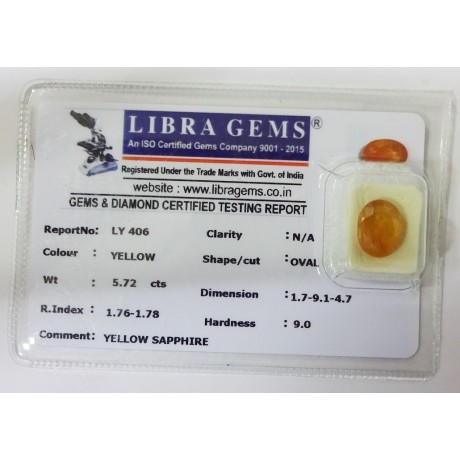 LIBRA GEMS®
An ISO Certified Gems Company 9001 - 2015
Registered Under the Trade Marks with Govt. of India
website : www.libragems.co.in
GEMS & DIAMOND CERTIFIED TESTING REPORT
ReportNo: LY 406
Clarity : N/A
Colour : YELLOW
Shape/cut : OVAL
Wt : 5.72 cts
Dimension : 1.7-9.1-4.7
R.Index : 1.76-1.78
Hardness : 9.0
Comment: YELLOW SAPPHIRE